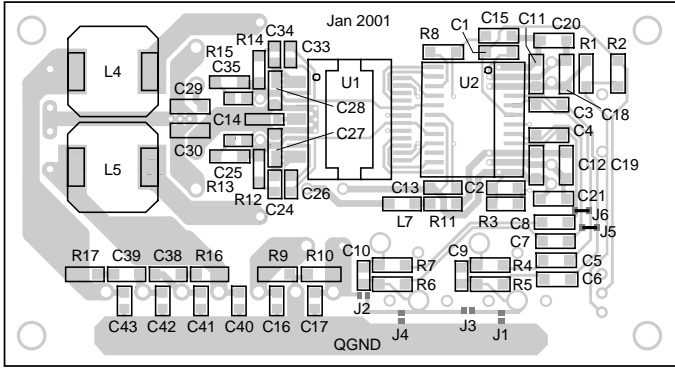 Jan 2001
C34
C15
C1
C11
C20
R15
R14
C33
R8
R1
R2
L4
C35
U1
U2
C29
C28
C3
C18
C14
C4
C27
C30
L5
C25
R13
R12
C24
C26
C13
C2
C12
C19
L7
R11
R3
C21
J6
C8
J5
C7
R17
C39
C38
R16
R9
R10
C10
R7
C9
R4
C5
R6
R5
C6
C43
C42
C41
C40
C16
C17
J2
J4
J3
J1
QGND